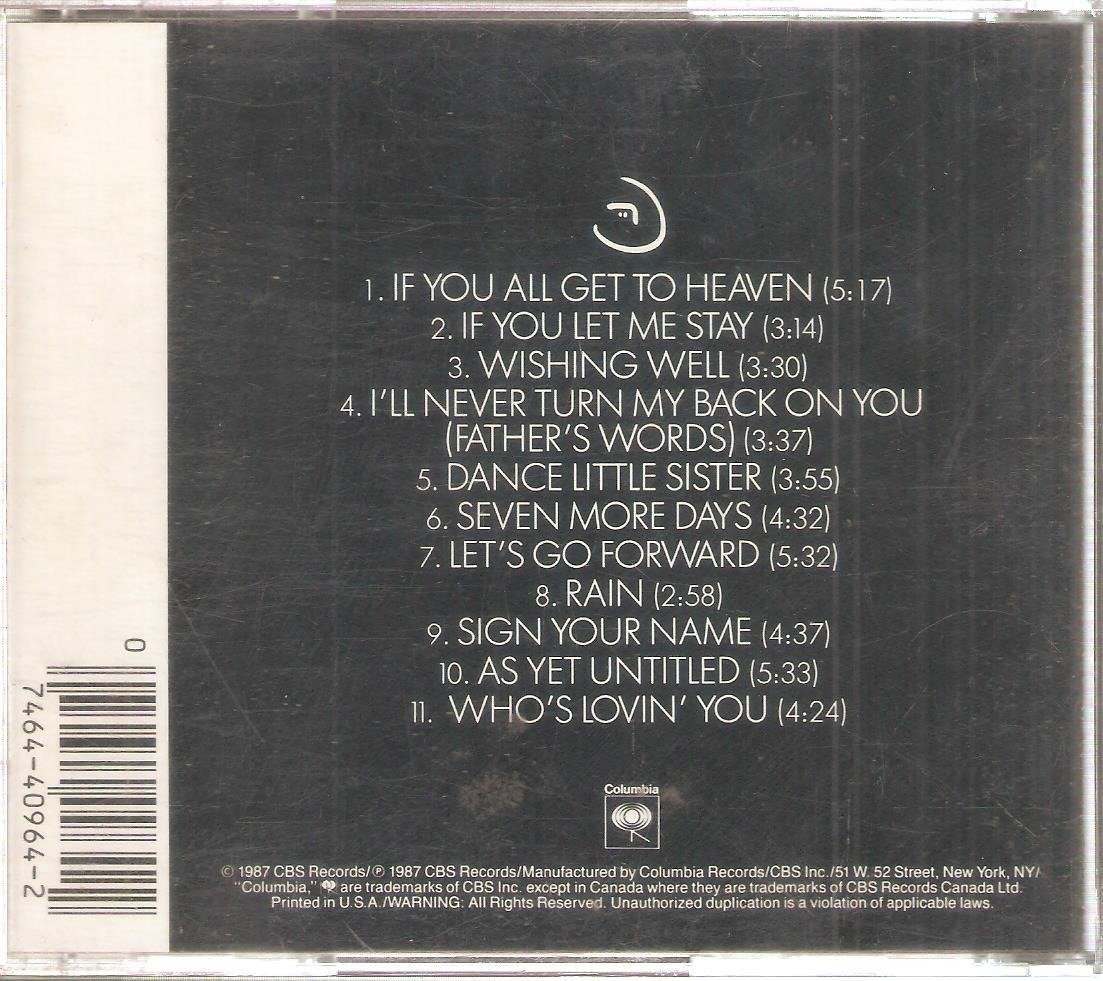 1. IF YOU ALL GET TO HEAVEN (5:17)
2. IF YOU LET ME STAY (3:14)
3. WISHING WELL (3:30)
4. I'LL NEVER TURN MY BACK ON YOU
(FATHER'S WORDS) (3:37)
5. DANCE LITTLE SISTER (3:55)
6. SEVEN MORE DAYS (4:32)
7. LET'S GO FORWARD (5:32)
8. RAIN (2:58)
9. SIGN YOUR NAME (4:37)
10. AS YET UNTITLED (5:33)
11. WHO'S LOVIN' YOU (4:24)
Columbia
© 1987 CBS Records/℗ 1987 CBS Records/Manufactured by Columbia Records/CBS Inc./51 W. 52 Street, New York, NY/
"Columbia," are trademarks of CBS Inc. except in Canada where they are trademarks of CBS Records Canada Ltd.
Printed in U.S.A./WARNING: All Rights Reserved. Unauthorized duplication is a violation of applicable laws.
0
7464-40964-2